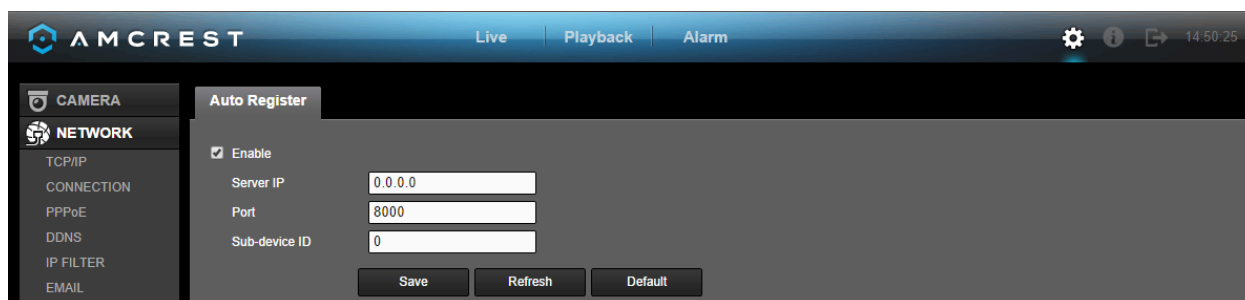 AMCREST Live Playback Alarm 14:50:25
CAMERA Auto Register
NETWORK
TCP/IP Enable
CONNECTION Server IP 0.0.0.0
PPPoE Port 8000
DDNS Sub-device ID 0
IP FILTER
EMAIL Save Refresh Default